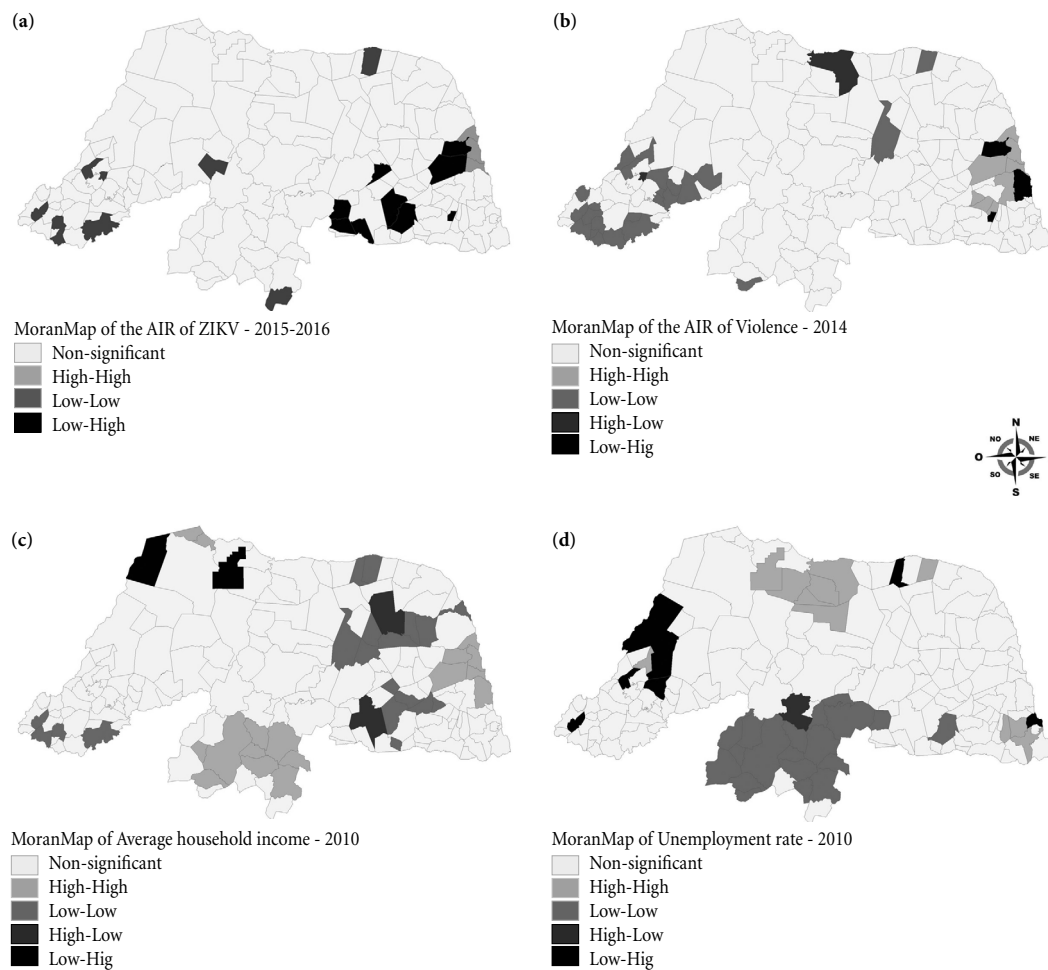 (a)
(b)
MoranMap of the AIR of ZIKV - 2015-2016
Non-significant
High-High
Low-Low
Low-High
MoranMap of the AIR of Violence - 2014
Non-significant
High-High
Low-Low
High-Low
Low-Hig
N
NO NE
O E
SO SE
S
(c)
(d)
MoranMap of Average household income - 2010
Non-significant
High-High
Low-Low
High-Low
Low-Hig
MoranMap of Unemployment rate - 2010
Non-significant
High-High
Low-Low
High-Low
Low-Hig